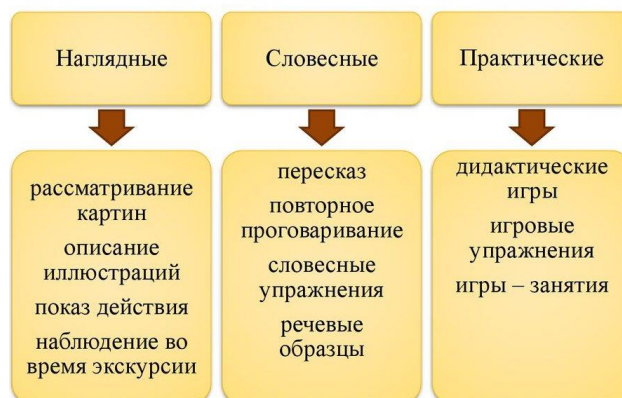 Наглядные
Словесные
Практические
рассматривание
картин
описание
иллюстраций
показ действия
наблюдение во
время экскурсии
пересказ
повторное
проговаривание
словесные
упражнения
речевые
образцы
дидактические
игры
игровые
упражнения
игры – занятия